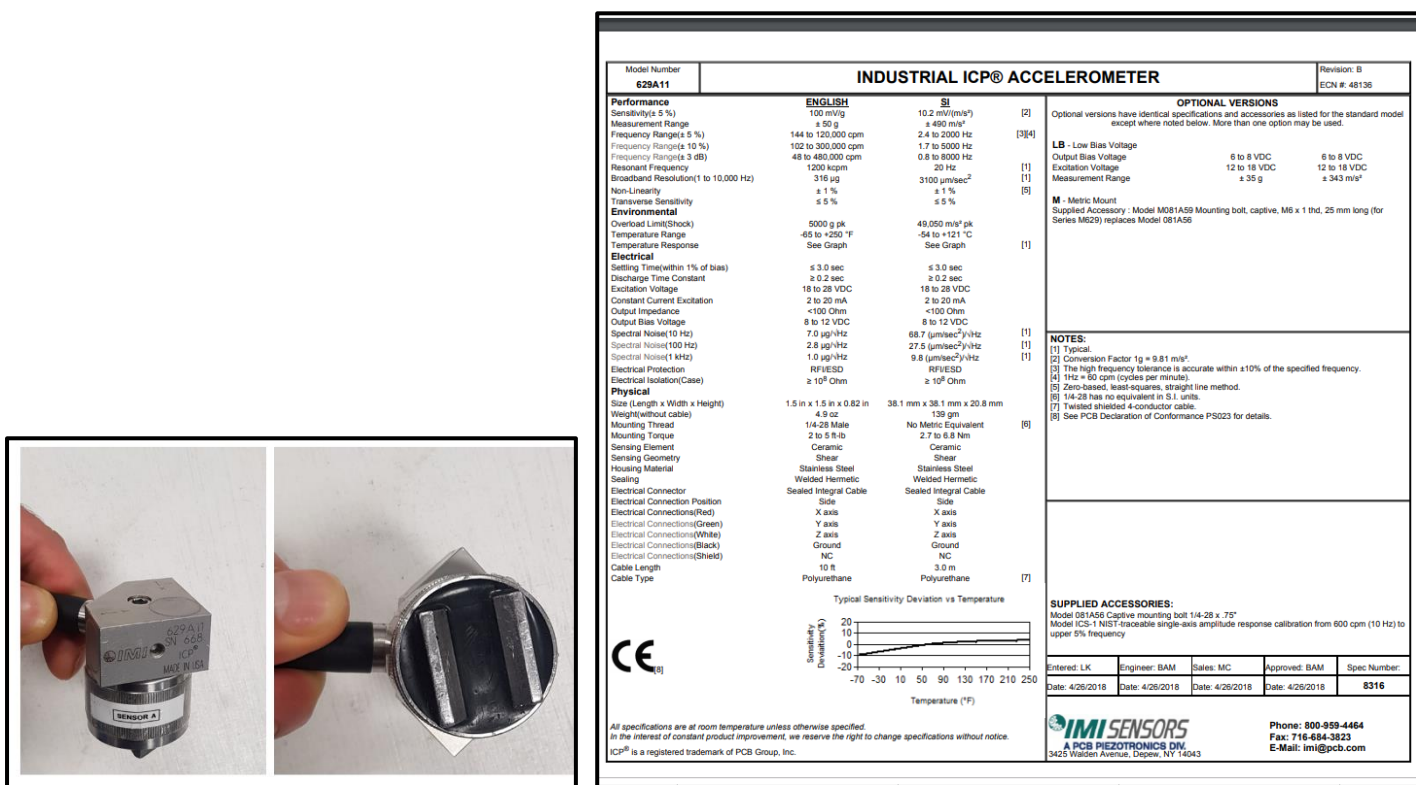 629A11
SN 668
ICP®
IMI
MADE IN USA
SENSOR A
Model Number
629A11
INDUSTRIAL ICP® ACCELEROMETER
Revision: B
ECN #: 48136
Performance ENGLISH SI
Sensitivity(± 5 %) 100 mV/g 10.2 mV/(m/s²) [2]
Measurement Range ± 50 g ± 490 m/s²
Frequency Range(± 5 %) 144 to 120,000 cpm 2.4 to 2000 Hz [3][4]
Frequency Range(± 10 %) 102 to 300,000 cpm 1.7 to 5000 Hz
Frequency Range(± 3 dB) 48 to 480,000 cpm 0.8 to 8000 Hz
Resonant Frequency 1200 kcpm 20 Hz [1]
Broadband Resolution(1 to 10,000 Hz) 316 µg 3100 µm/sec² [1]
Non-Linearity ± 1 % ± 1 % [5]
Transverse Sensitivity ≤ 5 % ≤ 5 %
Environmental
Overload Limit(Shock) 5000 g pk 49,050 m/s² pk
Temperature Range -65 to +250 °F -54 to +121 °C
Temperature Response See Graph See Graph [1]
Electrical
Settling Time(within 1% of bias) ≤ 3.0 sec ≤ 3.0 sec
Discharge Time Constant ≥ 0.2 sec ≥ 0.2 sec
Excitation Voltage 18 to 28 VDC 18 to 28 VDC
Constant Current Excitation 2 to 20 mA 2 to 20 mA
Output Impedance <100 Ohm <100 Ohm
Output Bias Voltage 8 to 12 VDC 8 to 12 VDC
Spectral Noise(10 Hz) 7.0 µg/√Hz 68.7 (µm/sec²)/√Hz [1]
Spectral Noise(100 Hz) 2.8 µg/√Hz 27.5 (µm/sec²)/√Hz [1]
Spectral Noise(1 kHz) 1.0 µg/√Hz 9.8 (µm/sec²)/√Hz [1]
Electrical Protection RFI/ESD RFI/ESD
Electrical Isolation(Case) ≥ 10⁸ Ohm ≥ 10⁸ Ohm
Physical
Size (Length x Width x Height) 1.5 in x 1.5 in x 0.82 in 38.1 mm x 38.1 mm x 20.8 mm
Weight(without cable) 4.9 oz 139 gm
Mounting Thread 1/4-28 Male No Metric Equivalent [6]
Mounting Torque 2 to 5 ft-lb 2.7 to 6.8 Nm
Sensing Element Ceramic Ceramic
Sensing Geometry Shear Shear
Housing Material Stainless Steel Stainless Steel
Sealing Welded Hermetic Welded Hermetic
Electrical Connector Sealed Integral Cable Sealed Integral Cable
Electrical Connection Position Side Side
Electrical Connections(Red) X axis X axis
Electrical Connections(Green) Y axis Y axis
Electrical Connections(White) Z axis Z axis
Electrical Connections(Black) Ground Ground
Electrical Connections(Shield) NC NC
Cable Length 10 ft 3.0 m
Cable Type Polyurethane Polyurethane [7]
Typical Sensitivity Deviation vs Temperature
Sensitivity Deviation(%)
20
10
0
-10
-20
-70 -30 10 50 90 130 170 210 250
Temperature (°F)
CE [8]
All specifications are at room temperature unless otherwise specified.
In the interest of constant product improvement, we reserve the right to change specifications without notice.
ICP® is a registered trademark of PCB Group, Inc.
OPTIONAL VERSIONS
Optional versions have identical specifications and accessories as listed for the standard model
except where noted below. More than one option may be used.
LB - Low Bias Voltage
Output Bias Voltage 6 to 8 VDC 6 to 8 VDC
Excitation Voltage 12 to 18 VDC 12 to 18 VDC
Measurement Range ± 35 g ± 343 m/s²
M - Metric Mount
Supplied Accessory : Model M081A59 Mounting bolt, captive, M6 x 1 thd, 25 mm long (for
Series M629) replaces Model 081A56
NOTES:
[1] Typical.
[2] Conversion Factor 1g = 9.81 m/s².
[3] The high frequency tolerance is accurate within ±10% of the specified frequency.
[4] 1Hz = 60 cpm (cycles per minute).
[5] Zero-based, least-squares, straight line method.
[6] 1/4-28 has no equivalent in S.I. units.
[7] Twisted shielded 4-conductor cable.
[8] See PCB Declaration of Conformance PS023 for details.
SUPPLIED ACCESSORIES:
Model 081A56 Captive mounting bolt 1/4-28 x .75"
Model ICS-1 NIST-traceable single-axis amplitude response calibration from 600 cpm (10 Hz) to
upper 5% frequency
Entered: LK Engineer: BAM Sales: MC Approved: BAM Spec Number:
Date: 4/26/2018 Date: 4/26/2018 Date: 4/26/2018 Date: 4/26/2018 8316
IMI SENSORS
A PCB PIEZOTRONICS DIV.
3425 Walden Avenue, Depew, NY 14043
Phone: 800-959-4464
Fax: 716-684-3823
E-Mail: imi@pcb.com